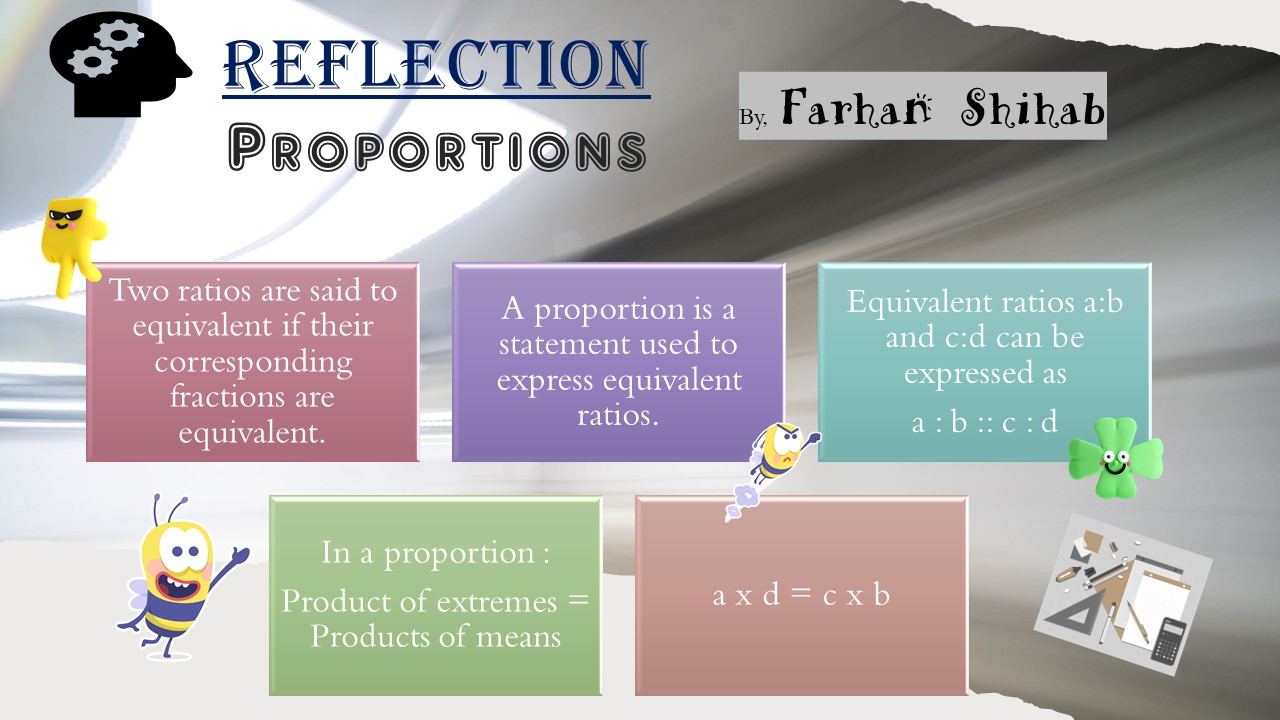 REFLECTION
PROPORTIONS
By, Farhan Shihab
Two ratios are said to
equivalent if their
corresponding
fractions are
equivalent.
A proportion is a
statement used to
express equivalent
ratios.
Equivalent ratios a:b
and c:d can be
expressed as
a : b :: c : d
In a proportion :
Product of extremes =
Products of means
a x d = c x b